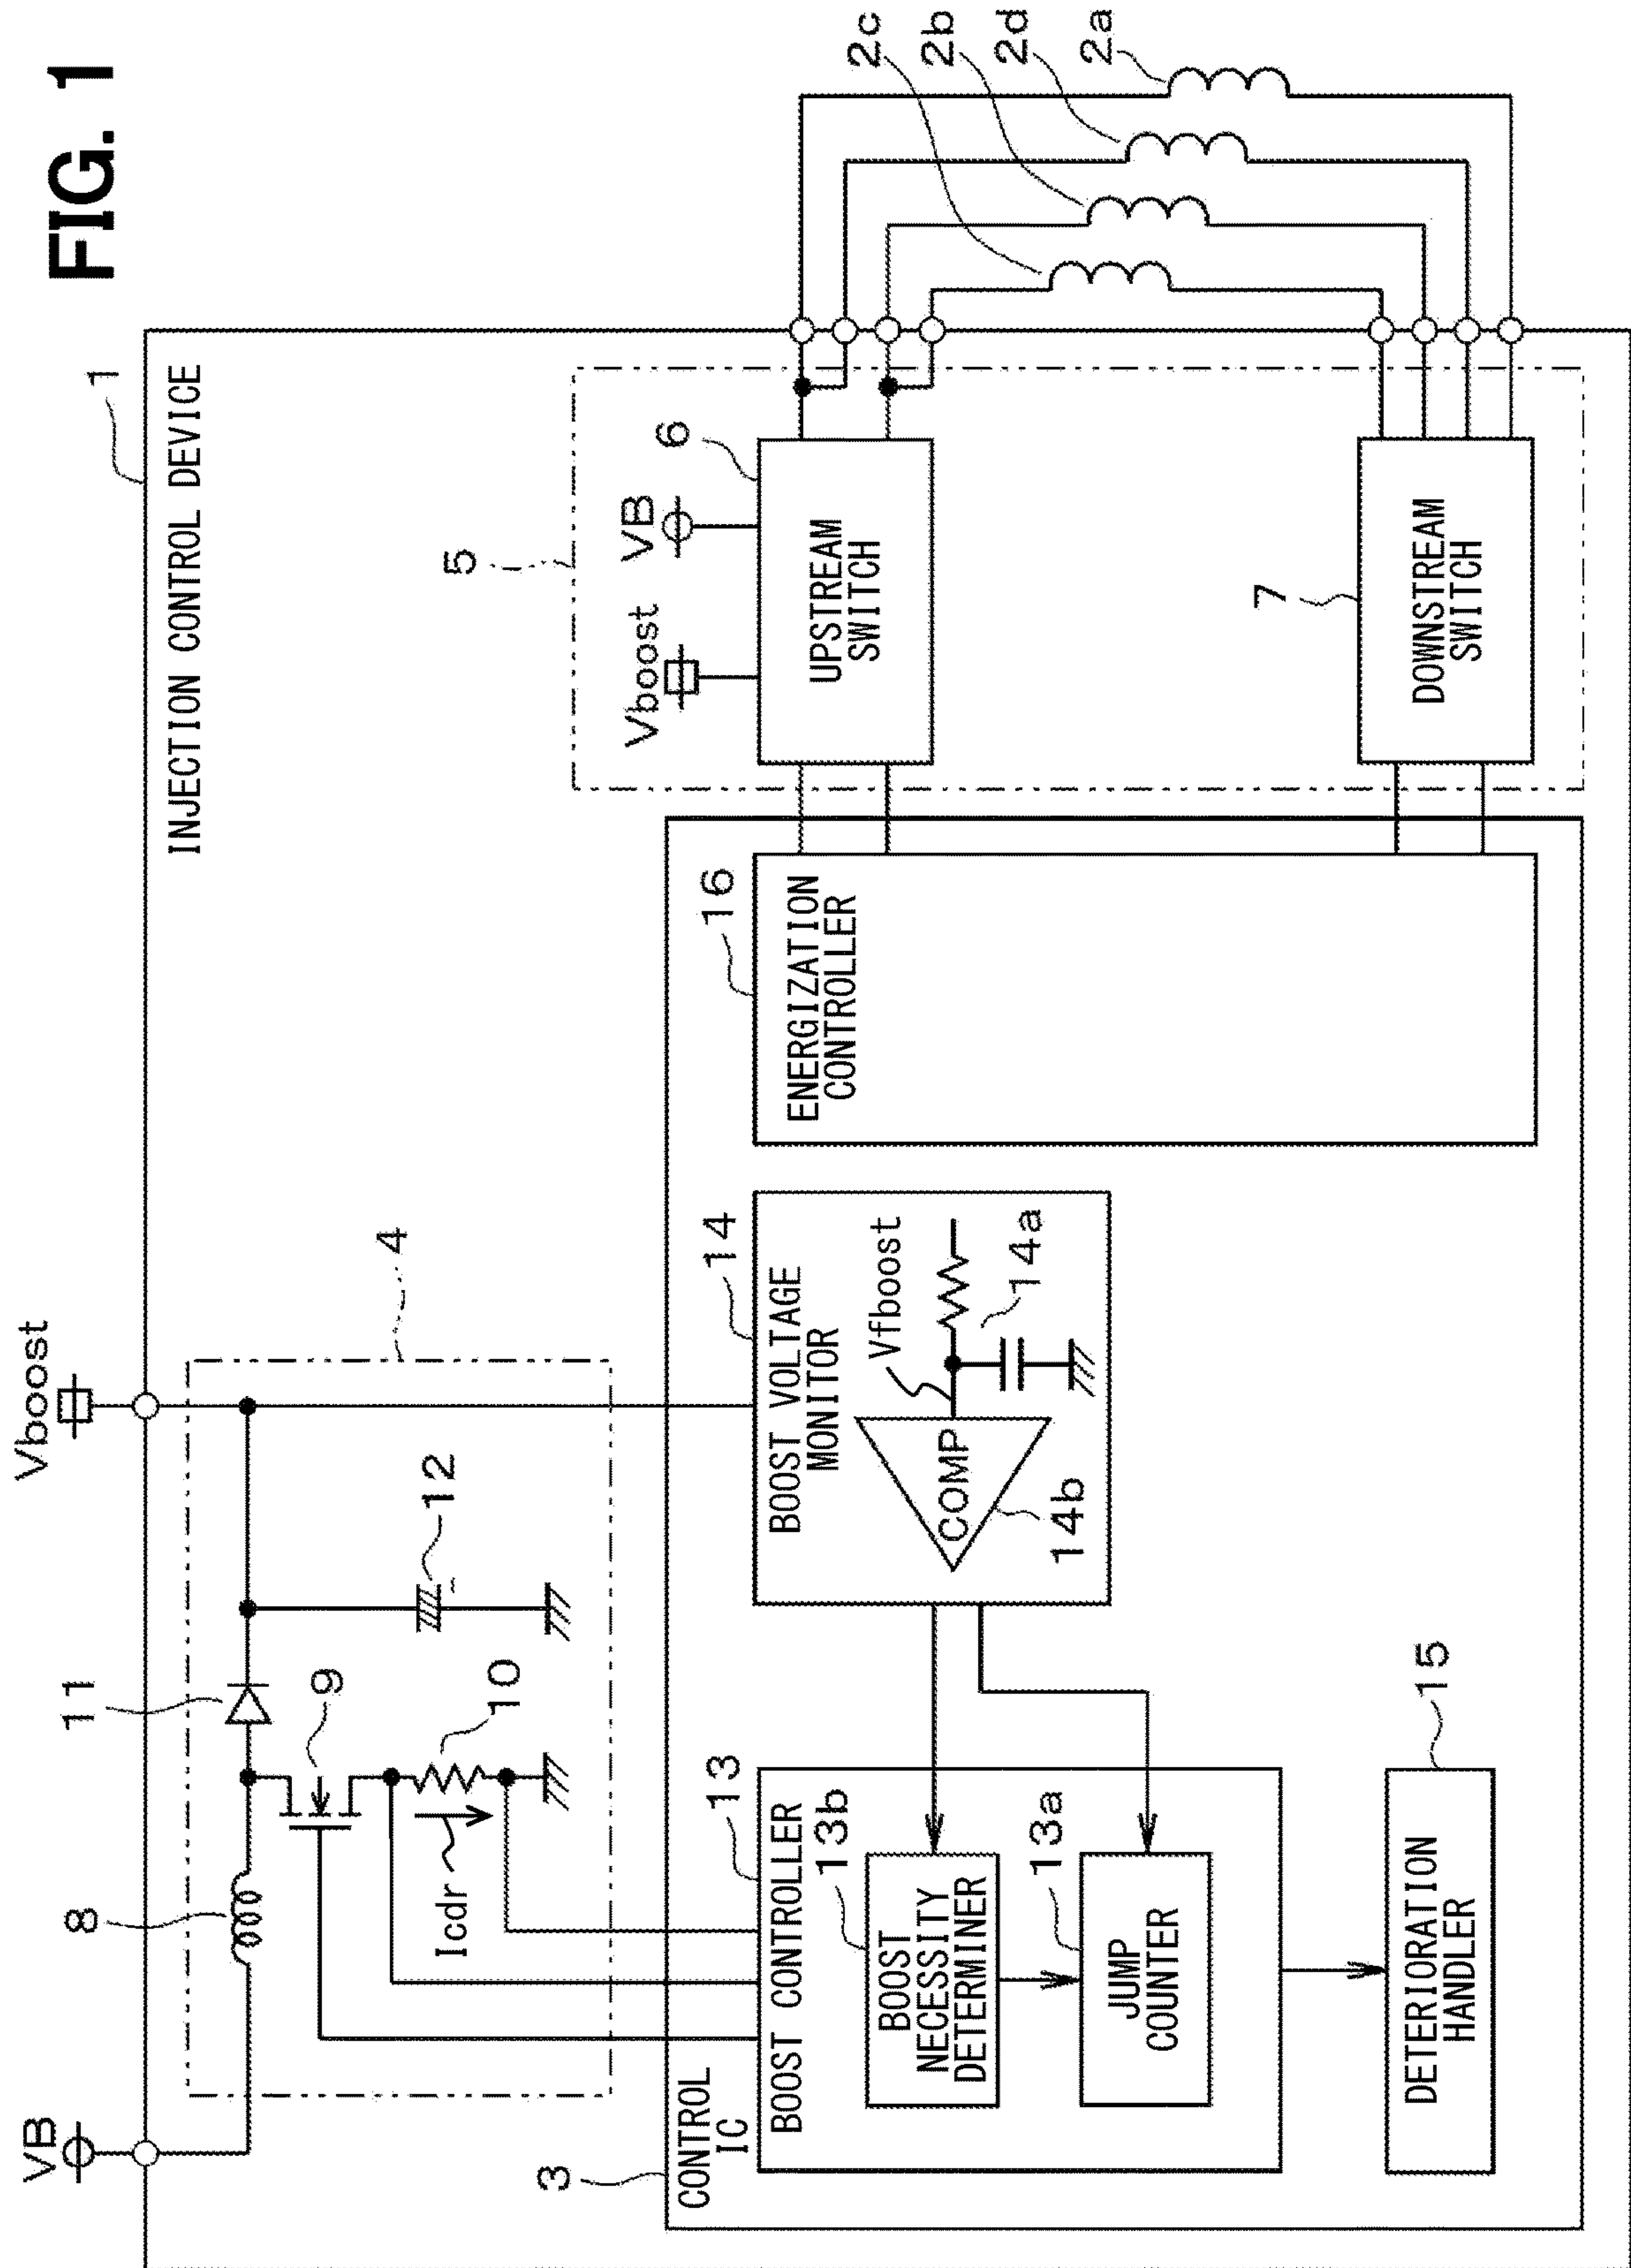 FIG. 1
1
INJECTION CONTROL DEVICE
VB
Vboost
4
8
11
9
10
Icdr
12
5
Vboost
VB
6
UPSTREAM
SWITCH
7
DOWNSTREAM
SWITCH
2c
2b
2d
2a
3
CONTROL
IC
13
BOOST CONTROLLER
13b
BOOST
NECESSITY
DETERMINER
13a
JUMP
COUNTER
14
BOOST VOLTAGE
MONITOR
Vfboost
COMP
14a
14b
15
DETERIORATION
HANDLER
16
ENERGIZATION
CONTROLLER